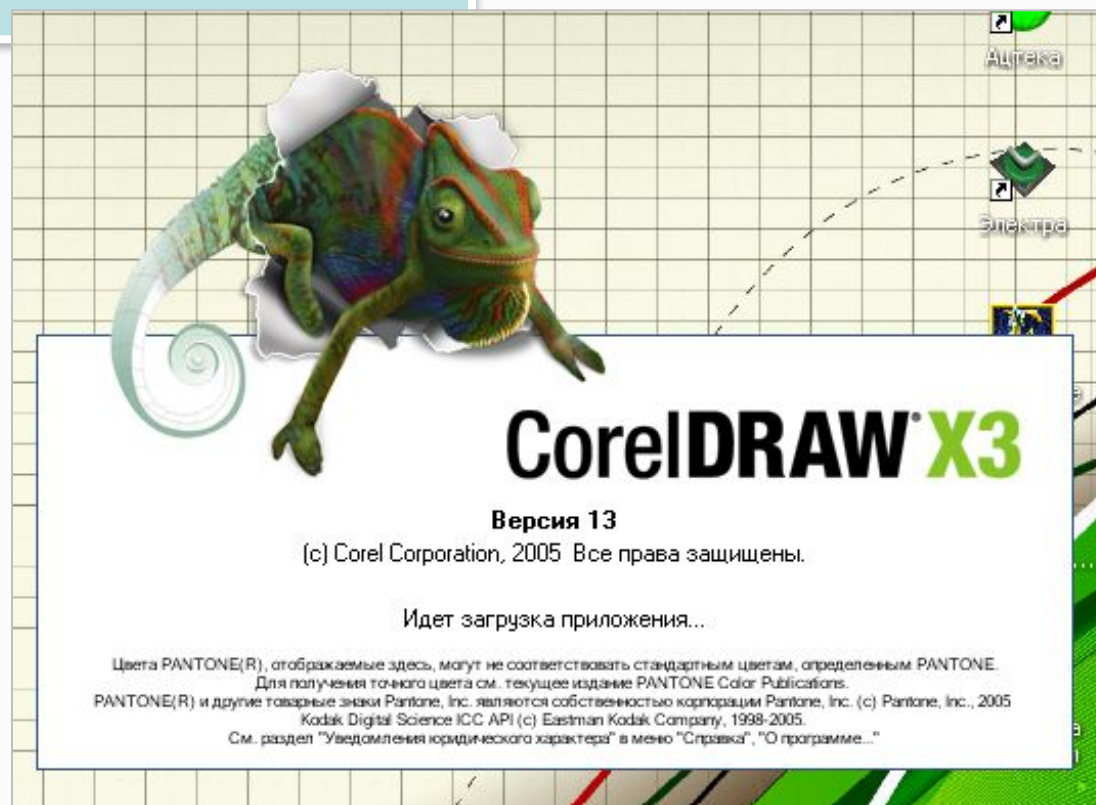 Ацтека
Электра
CorelDRAW® X3
Версия 13
(c) Corel Corporation, 2005 Все права защищены.
Идет загрузка приложения...
Цвета PANTONE(R), отображаемые здесь, могут не соответствовать стандартным цветам, определенным PANTONE.
Для получения точного цвета см. текущее издание PANTONE Color Publications.
PANTONE(R) и другие товарные знаки Pantone, Inc. являются собственностью корпорации Pantone, Inc. (c) Pantone, Inc., 2005
Kodak Digital Science ICC API (c) Eastman Kodak Company, 1998-2005.
См. раздел "Уведомления юридического характера" в меню "Справка", "О программе..."